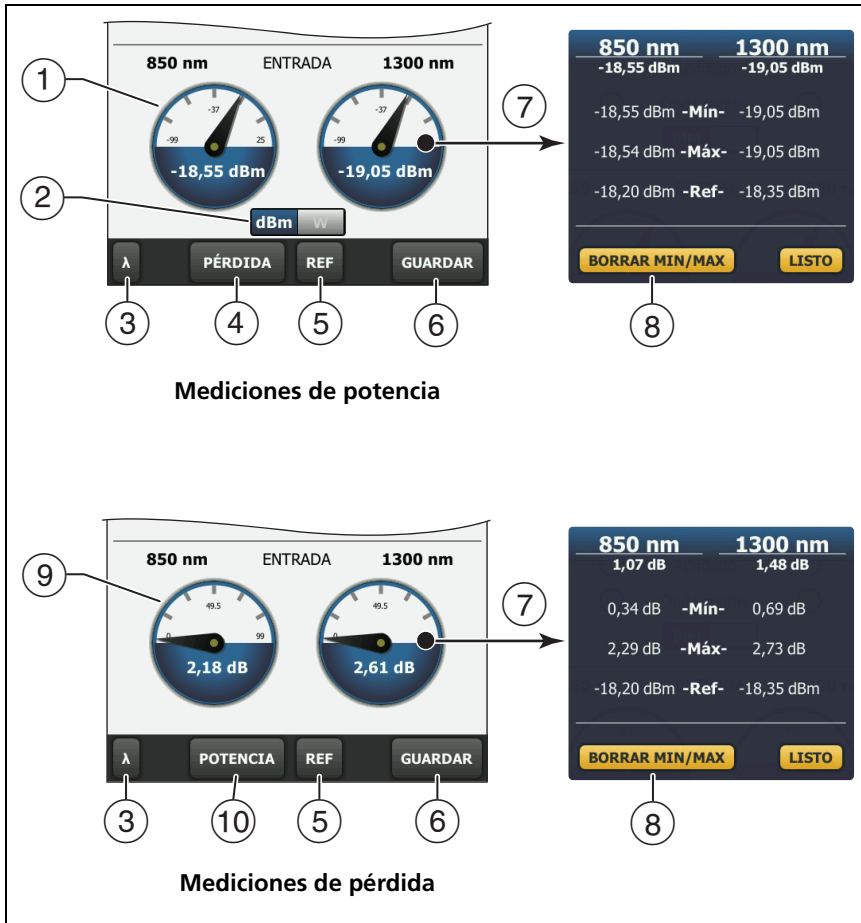 850 nm ENTRADA 1300 nm
-37 -37
-99 25 -99 25
-18,55 dBm -19,05 dBm
dBm W
λ PÉRDIDA REF GUARDAR
1
2
3 4 5 6
7
850 nm 1300 nm
-18,55 dBm -19,05 dBm
-18,55 dBm -Mín- -19,05 dBm
-18,54 dBm -Máx- -19,05 dBm
-18,20 dBm -Ref- -18,35 dBm
BORRAR MIN/MAX LISTO
8
Mediciones de potencia
850 nm ENTRADA 1300 nm
49.5 49.5
0 99 0 99
2,18 dB 2,61 dB
λ POTENCIA REF GUARDAR
9
3 10 5 6
7
850 nm 1300 nm
1,07 dB 1,48 dB
0,34 dB -Mín- 0,69 dB
2,29 dB -Máx- 2,73 dB
-18,20 dBm -Ref- -18,35 dBm
BORRAR MIN/MAX LISTO
8
Mediciones de pérdida